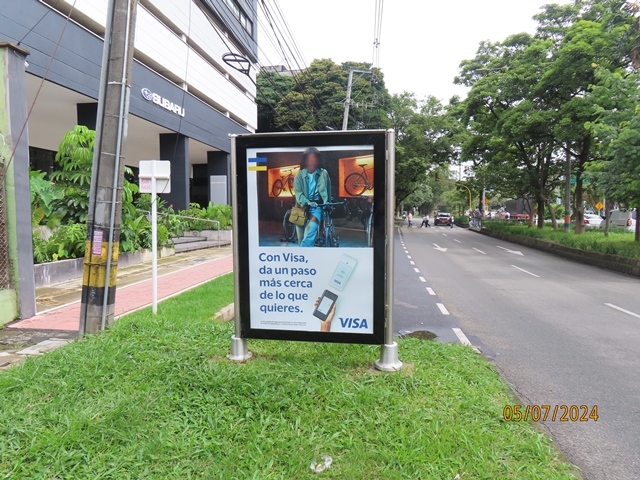 SUBARU
Con Visa,
da un paso
más cerca
de lo que
quieres.
VISA
05/07/2024